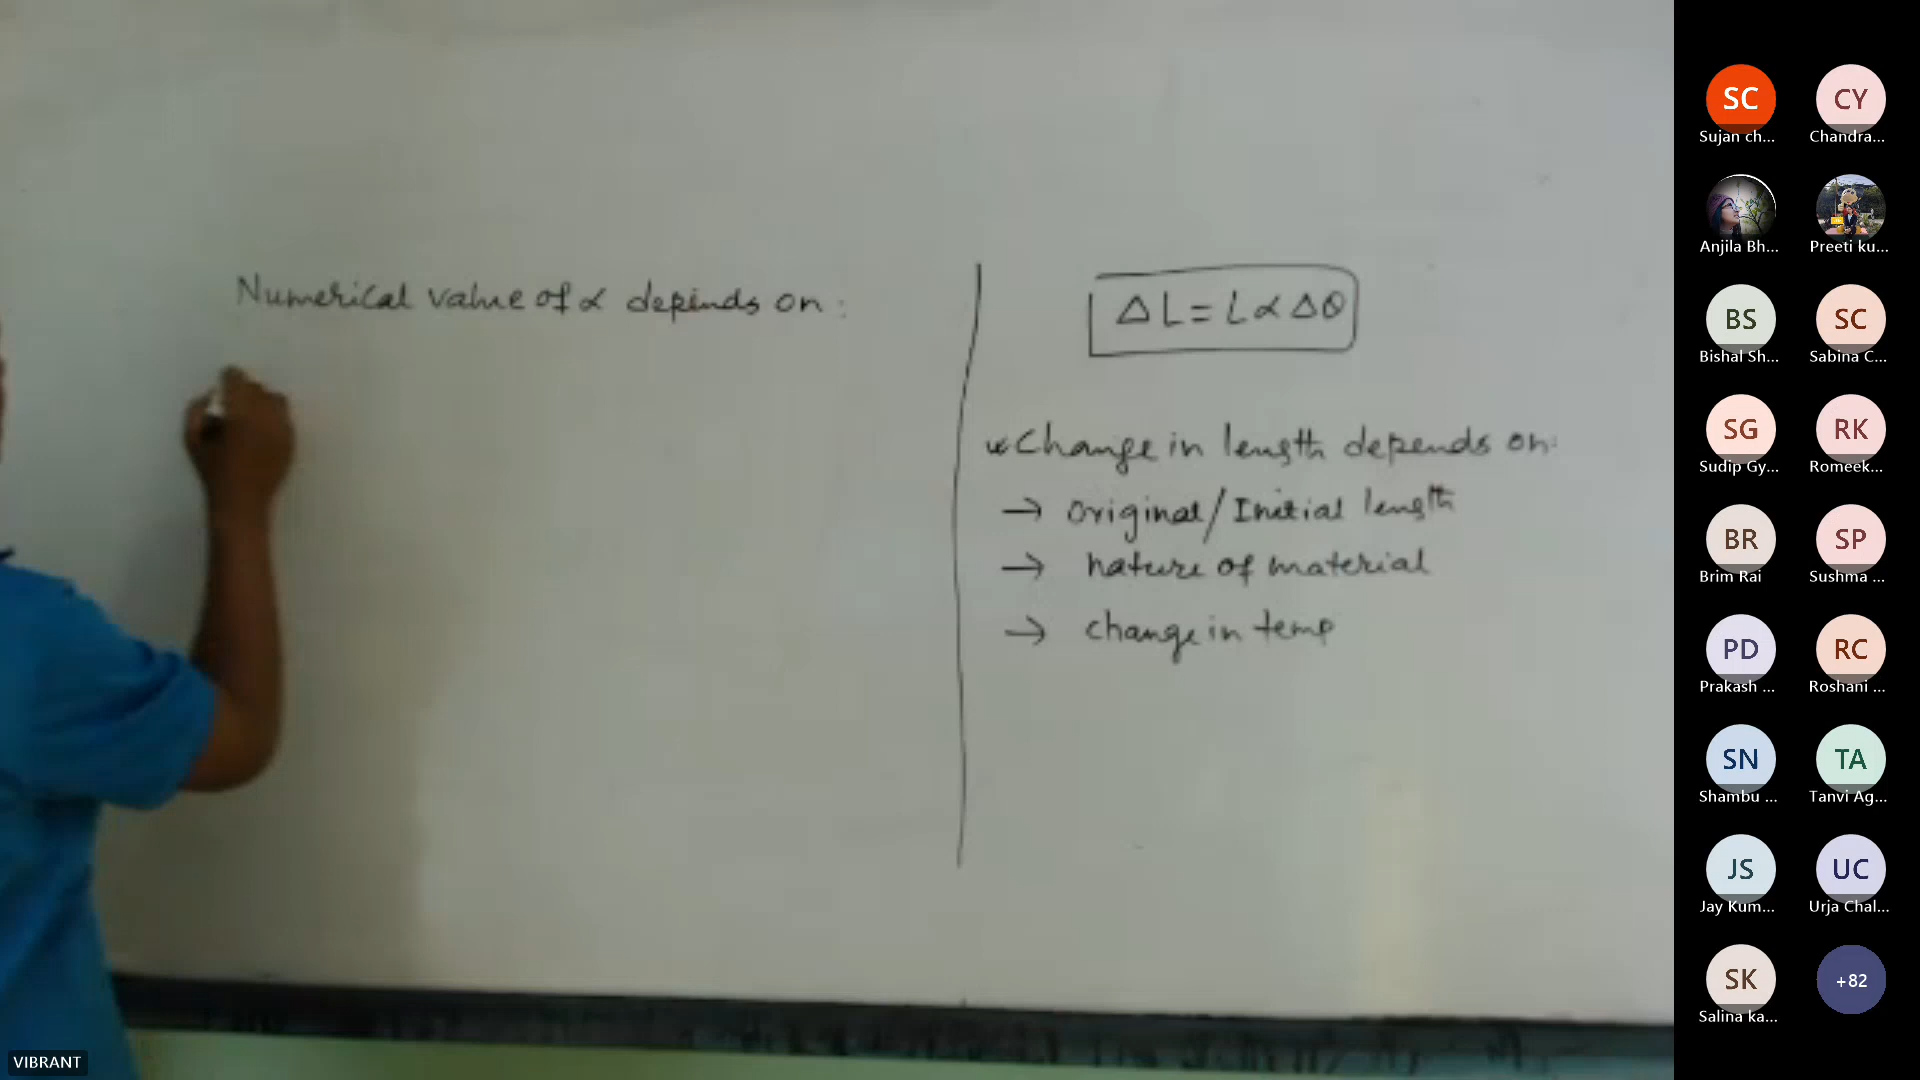 Numerical value of α depends on :
ΔL = LαΔθ
Change in length depends on:
→ original/Initial length
→ nature of material
→ change in temp
VIBRANT
SC
Sujan ch...
CY
Chandra...
Anjila Bh...
Preeti ku...
BS
Bishal Sh...
SC
Sabina C...
SG
Sudip Gy...
RK
Romeek...
BR
Brim Rai
SP
Sushma ...
PD
Prakash ...
RC
Roshani ...
SN
Shambu ...
TA
Tanvi Ag...
JS
Jay Kum...
UC
Urja Chal...
SK
Salina ka...
+82